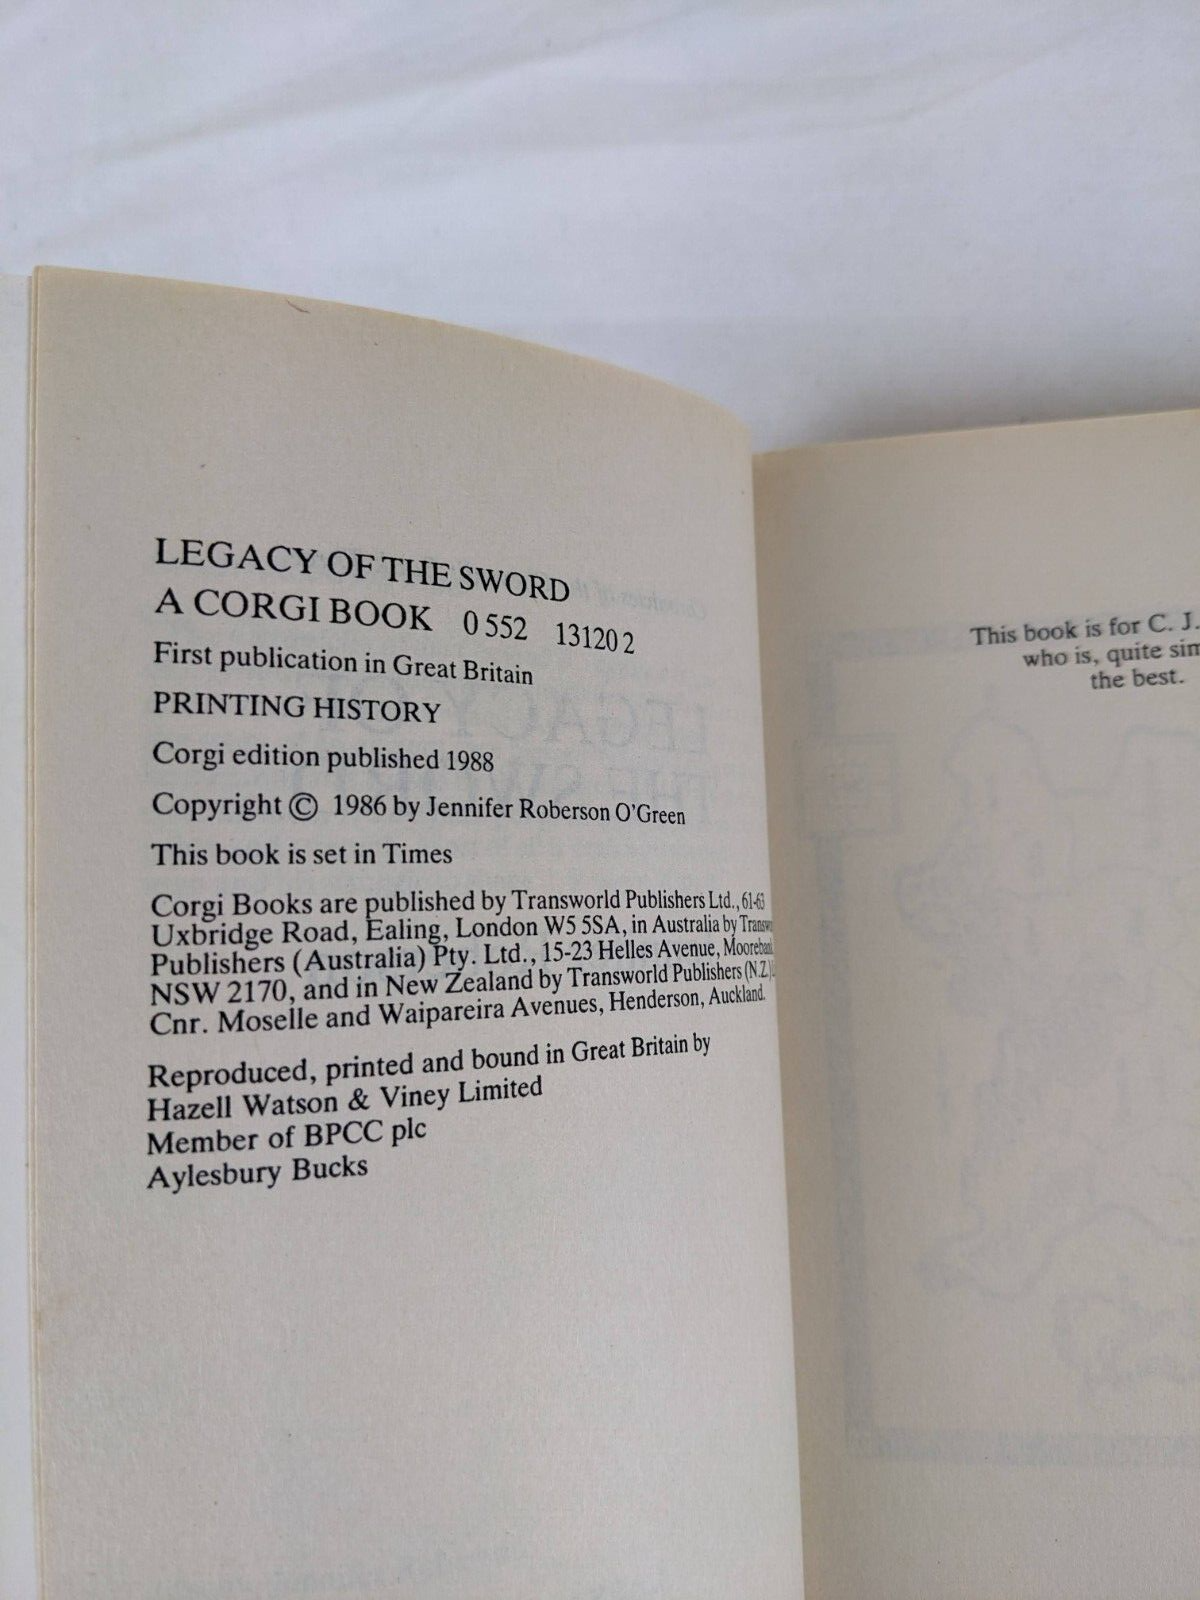 LEGACY OF THE SWORD
A CORGI BOOK 0 552 13120 2
First publication in Great Britain
PRINTING HISTORY
Corgi edition published 1988
Copyright © 1986 by Jennifer Roberson O'Green
This book is set in Times
Corgi Books are published by Transworld Publishers Ltd., 61-63
Uxbridge Road, Ealing, London W5 5SA, in Australia by
Publishers (Australia) Pty. Ltd., 15-23 Helles Avenue,
NSW 2170, and in New Zealand by Transworld Publishers (N.Z.)
Cnr. Moselle and Waipareira Avenues, Henderson, Auckland.
Reproduced, printed and bound in Great Britain by
Hazell Watson & Viney Limited
Member of BPCC plc
Aylesbury Bucks
This book is for C. J.
who is, quite
the best.